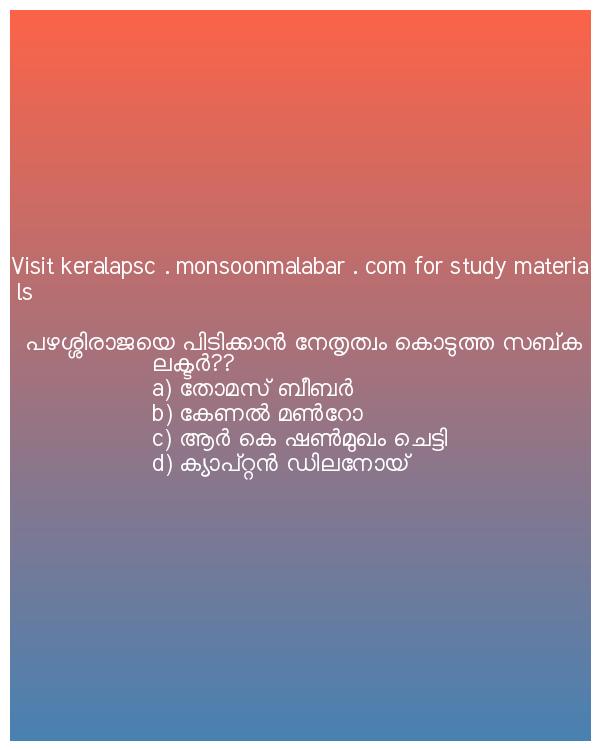 Visit keralapsc . monsoonmalabar . com for study materia
ls
പഴശ്ശിരാജയെ പിടിക്കാൻ നേതൃത്വം കൊടുത്ത സബ്ക
ലക്ടർ??
a) തോമസ് ബീബർ
b) കേണൽ മൺറോ
c) ആർ കെ ഷൺമുഖം ചെട്ടി
d) ക്യാപ്റ്റൻ ഡിലനോയ്